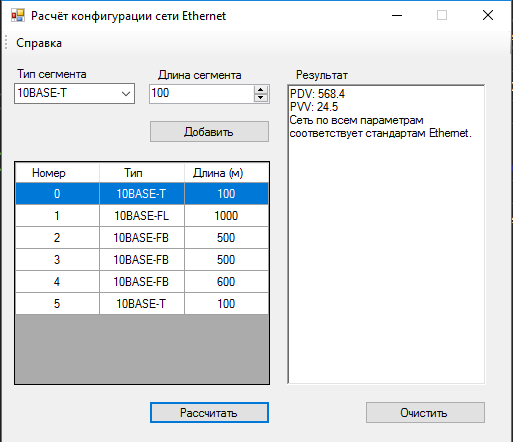 Расчёт конфигурации сети Ethernet
Справка
Тип сегмента
Длина сегмента
10BASE-T
100
Добавить
Номер Тип Длина (м)
0 10BASE-T 100
1 10BASE-FL 1000
2 10BASE-FB 500
3 10BASE-FB 500
4 10BASE-FB 600
5 10BASE-T 100
Рассчитать
Результат
PDV: 568.4
PVV: 24.5
Сеть по всем параметрам
соответствует стандартам Ethernet.
Очистить